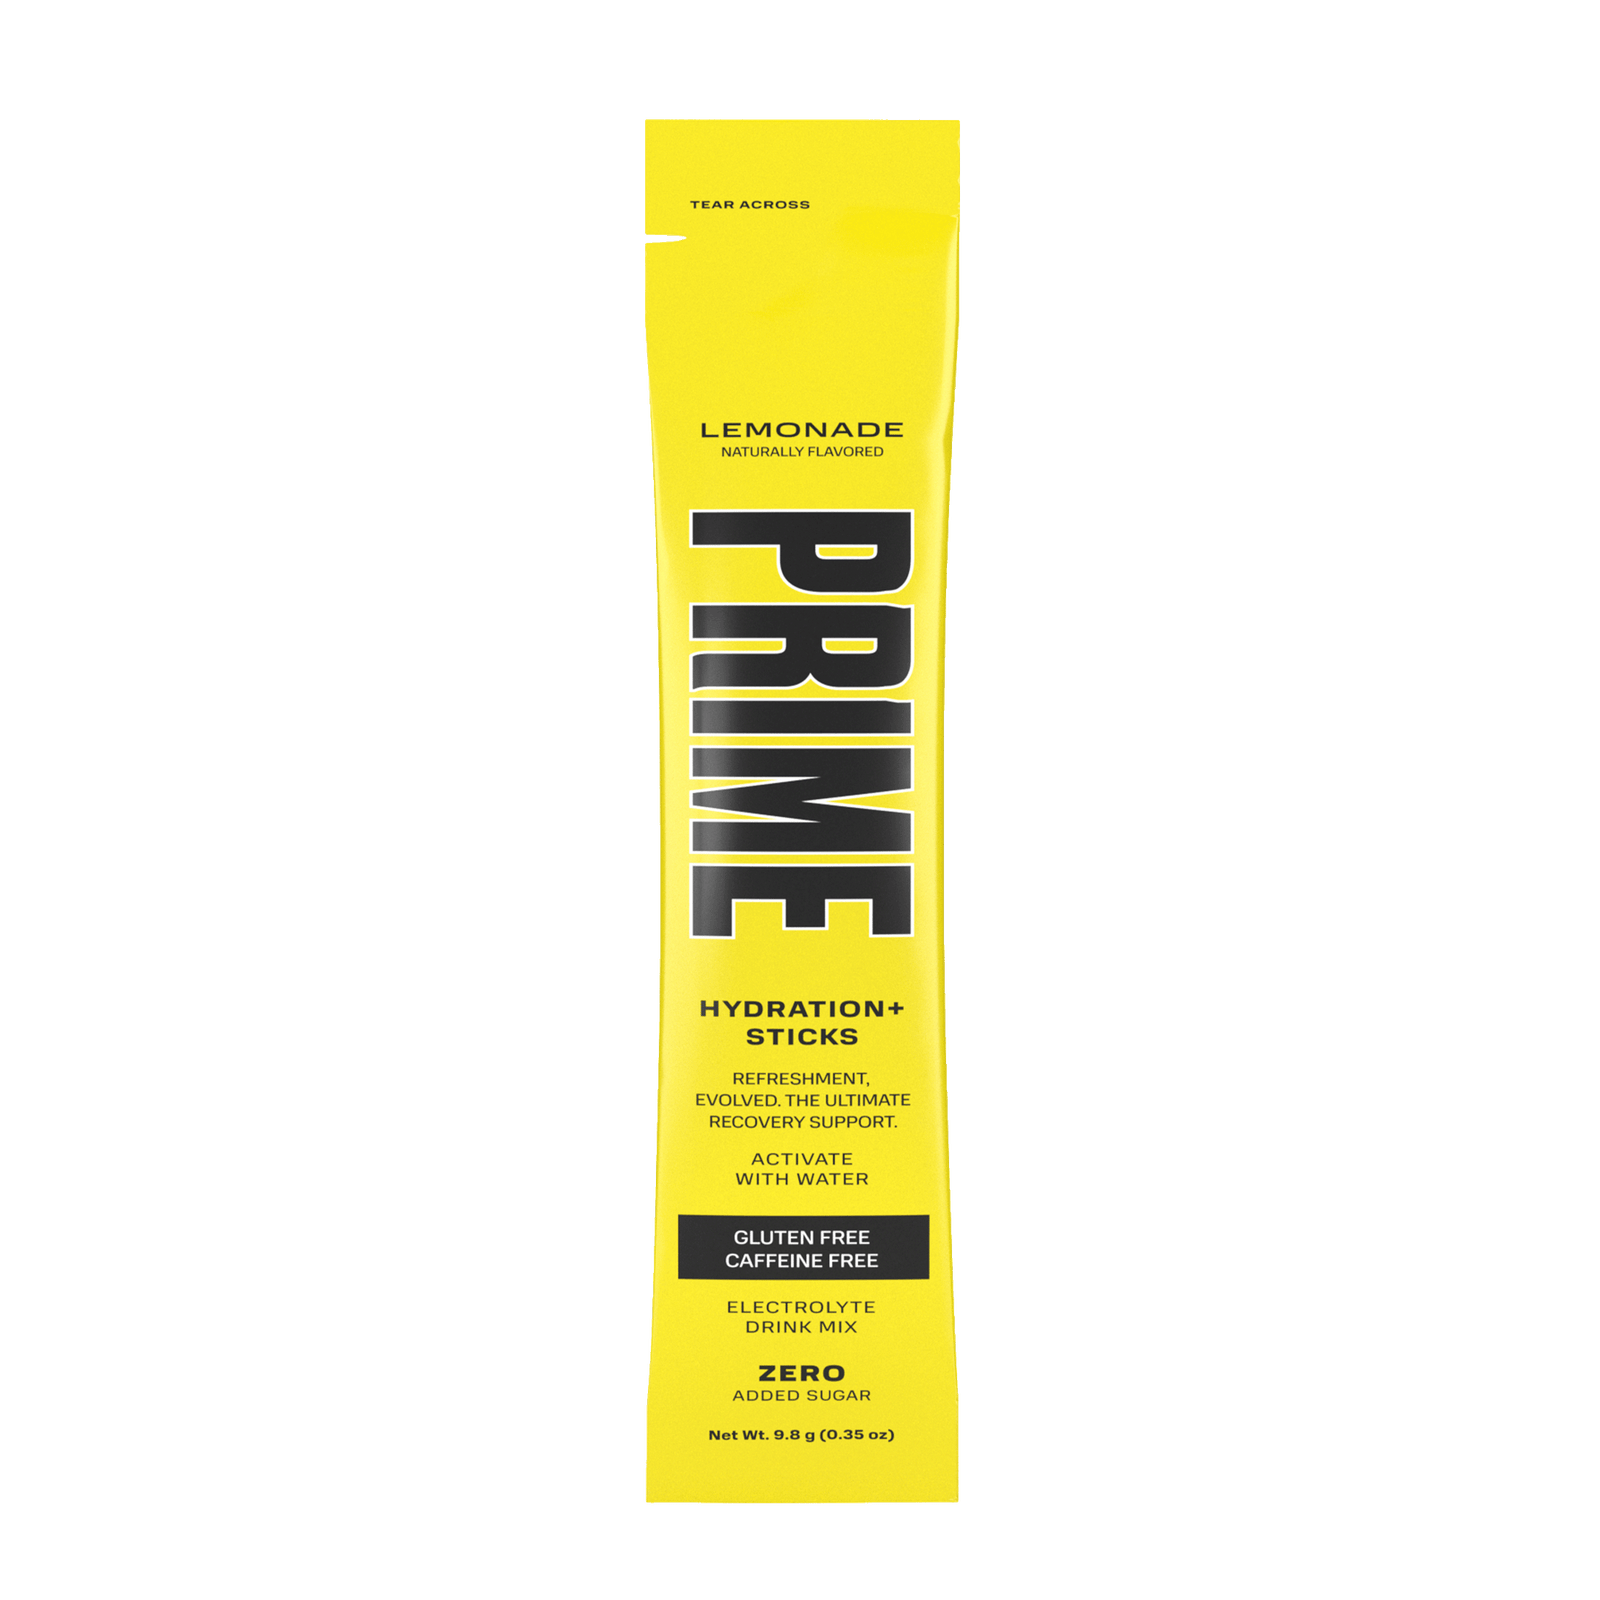 TEAR ACROSS
LEMONADE
NATURALLY FLAVORED
PRIME
HYDRATION+
STICKS
REFRESHMENT,
EVOLVED. THE ULTIMATE
RECOVERY SUPPORT.
ACTIVATE
WITH WATER
GLUTEN FREE
CAFFEINE FREE
ELECTROLYTE
DRINK MIX
ZERO
ADDED SUGAR
Net Wt. 9.8 g (0.35 oz)